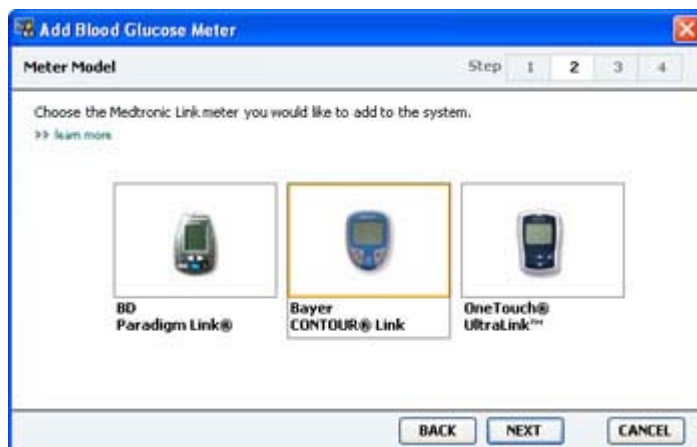 Add Blood Glucose Meter
Meter Model
Step 1 2 3 4
Choose the Medtronic Link meter you would like to add to the system.
>> learn more
BD
Paradigm Link®
Bayer
CONTOUR® Link
OneTouch®
UltraLink™
BACK NEXT CANCEL